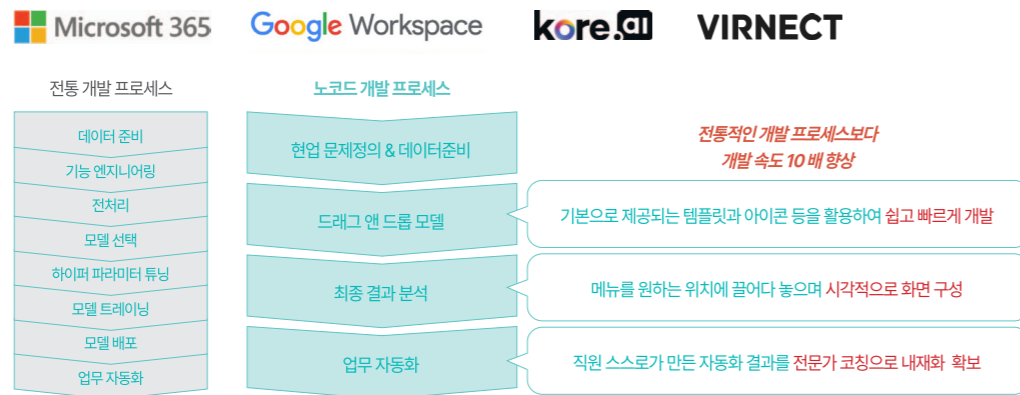 Microsoft 365
Google Workspace
kore.ai
VIRNECT
전통 개발 프로세스
데이터 준비
기능 엔지니어링
전처리
모델 선택
하이퍼 파라미터 튜닝
모델 트레이닝
모델 배포
업무 자동화
노코드 개발 프로세스
현업 문제정의 & 데이터준비
드래그 앤 드롭 모델
최종 결과 분석
업무 자동화
전통적인 개발 프로세스보다
개발 속도 10 배 향상
기본으로 제공되는 템플릿과 아이콘 등을 활용하여 쉽고 빠르게 개발
메뉴를 원하는 위치에 끌어다 놓으며 시각적으로 화면 구성
직원 스스로가 만든 자동화 결과를 전문가 코칭으로 내재화 확보